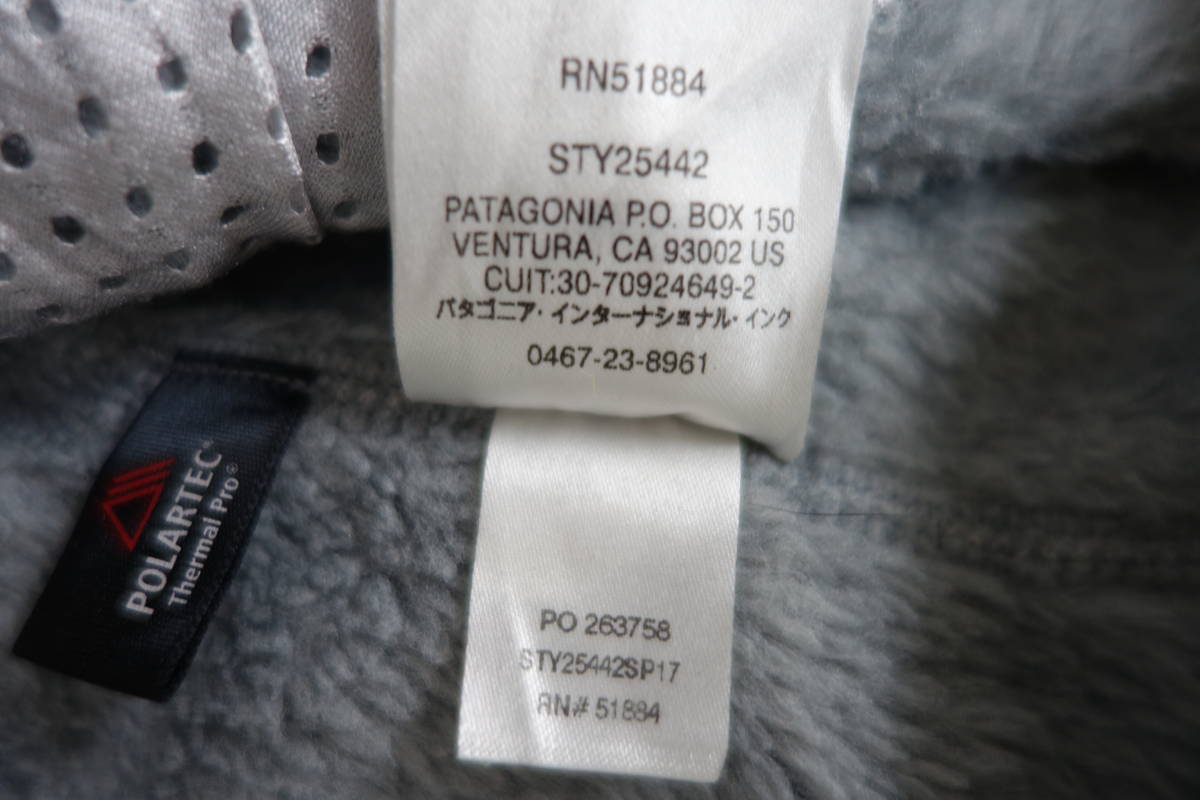 RN51884
STY25442
PATAGONIA P.O. BOX 150
VENTURA, CA 93002 US
CUIT:30-70924649-2
パタゴニア・インターナショナル・インク
0467-23-8961
POLARTEC®
Thermal Pro®
PO 263758
STY25442SP17
RN# 51884